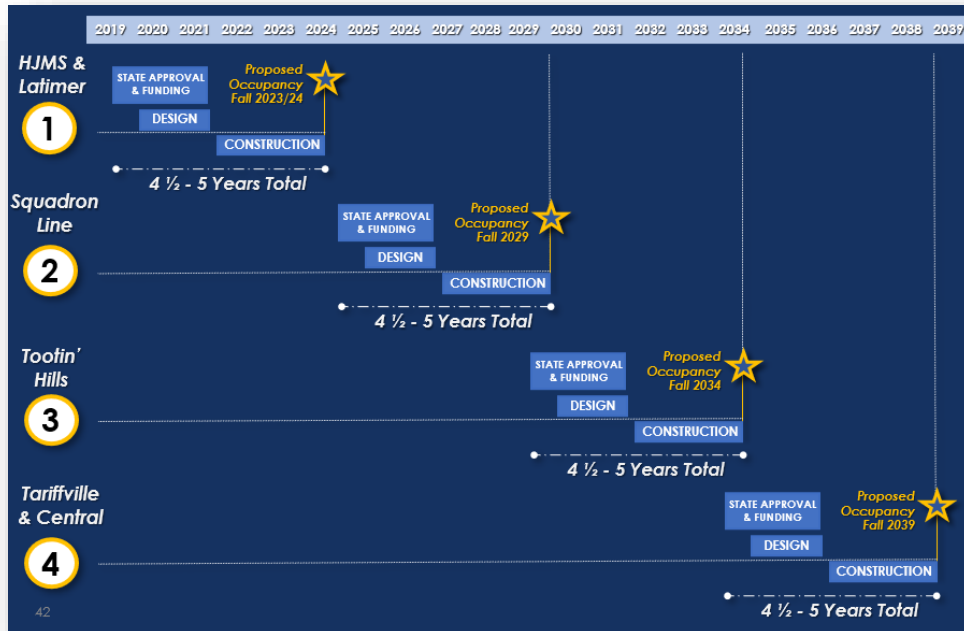 2019 2020 2021 2022 2023 2024 2025 2026 2027 2028 2029 2030 2031 2032 2033 2034 2035 2036 2037 2038 2039
HJMS &
Latimer
1
STATE APPROVAL
& FUNDING
DESIGN
CONSTRUCTION
Proposed
Occupancy
Fall 2023/24
4 ½ - 5 Years Total
Squadron
Line
2
STATE APPROVAL
& FUNDING
DESIGN
CONSTRUCTION
Proposed
Occupancy
Fall 2029
4 ½ - 5 Years Total
Tootin'
Hills
3
STATE APPROVAL
& FUNDING
DESIGN
CONSTRUCTION
Proposed
Occupancy
Fall 2034
4 ½ - 5 Years Total
Tariffville
& Central
4
STATE APPROVAL
& FUNDING
DESIGN
CONSTRUCTION
Proposed
Occupancy
Fall 2039
4 ½ - 5 Years Total
42